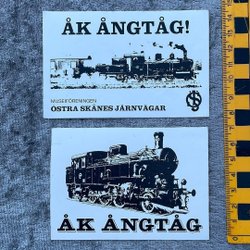 ÅK ÅNGTÅG!
MUSEIFÖRENINGEN
ÖSTRA SKÅNES JÄRNVÄGAR
ÅK ÅNGTÅG